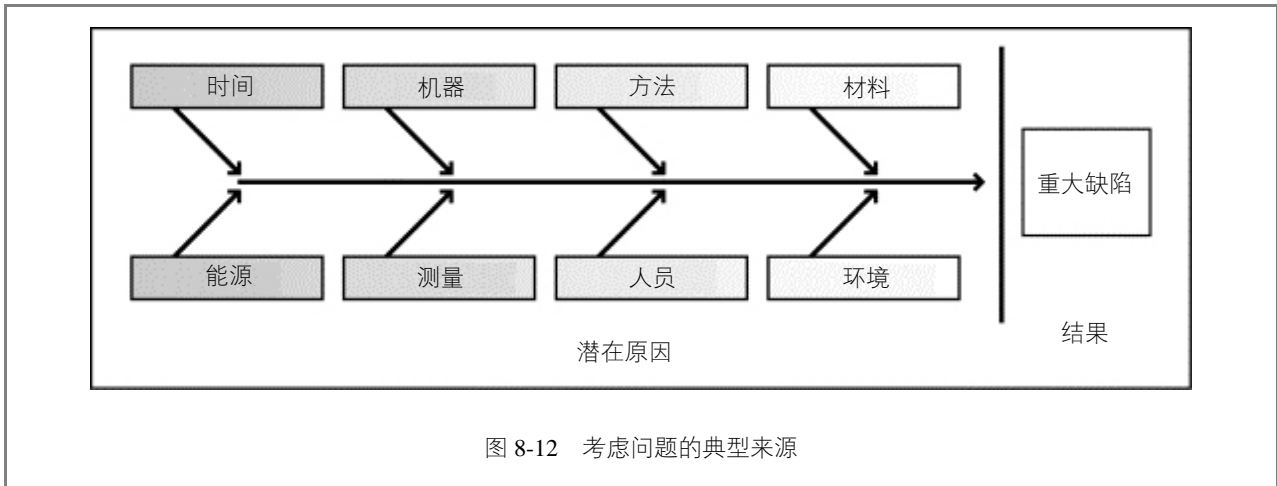 时间 机器 方法 材料
重大缺陷
能源 测量 人员 环境
潜在原因
结果
图 8-12 考虑问题的典型来源